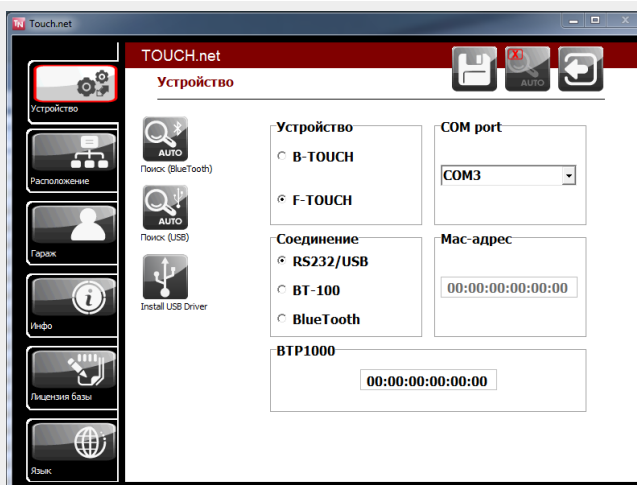 TN Touch.net
TOUCH.net
Устройство
AUTO
Устройство
Расположение
Гараж
Инфо
Лицензия базы
Язык
AUTO
Поиск (BlueTooth)
AUTO
Поиск (USB)
Install USB Driver
Устройство
B-TOUCH
F-TOUCH
COM port
COM3
Соединение
RS232/USB
BT-100
BlueTooth
Mac-адрес
00:00:00:00:00:00
BTP1000
00:00:00:00:00:00